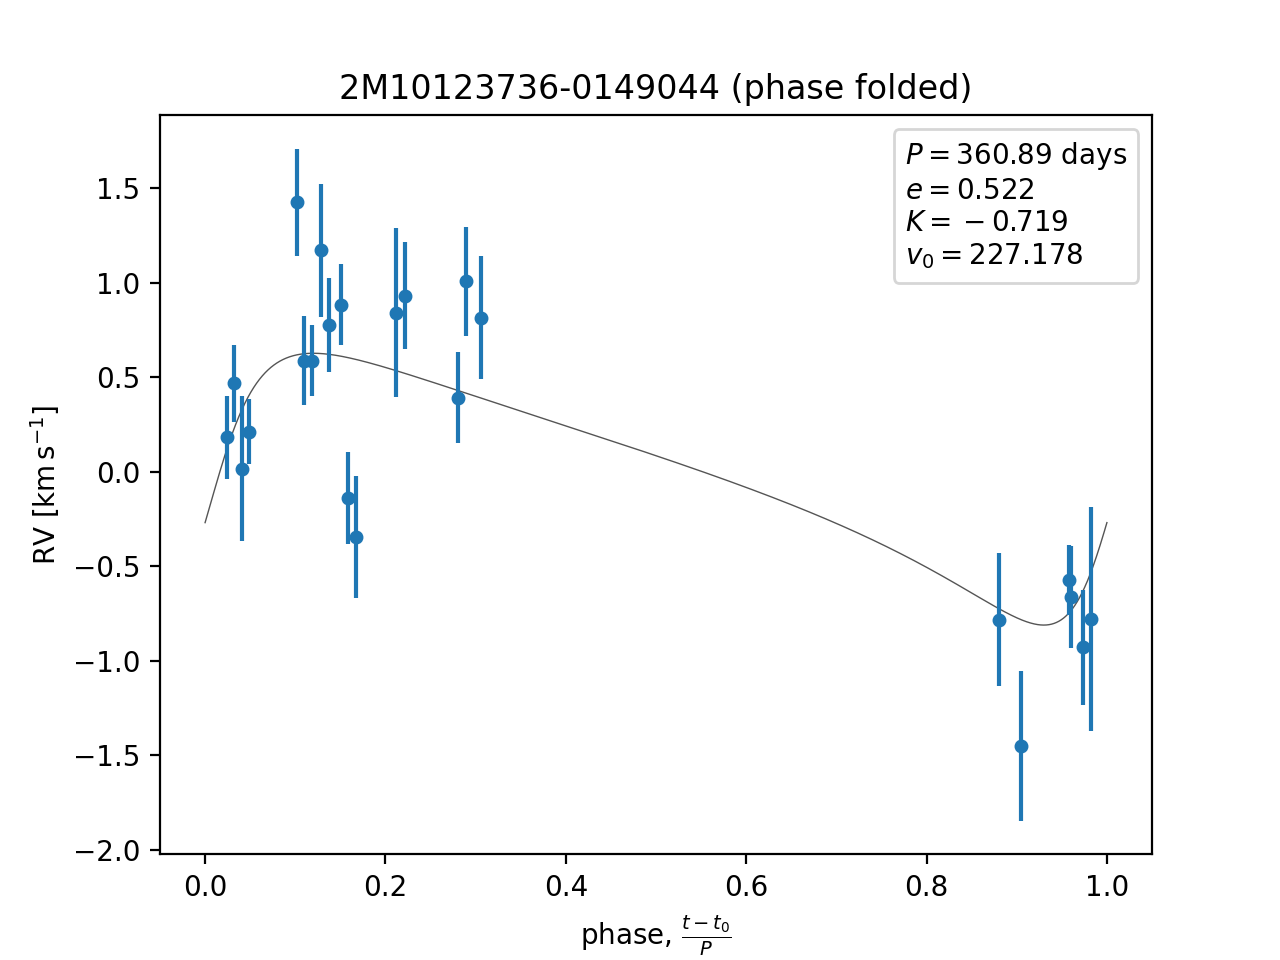 2M10123736-0149044 (phase folded)
P = 360.89 days
e = 0.522
K = −0.719
v₀ = 227.178
RV [km s⁻¹]
1.5
1.0
0.5
0.0
−0.5
−1.0
−1.5
−2.0
0.0 0.2 0.4 0.6 0.8 1.0
phase, (t − t₀)/P